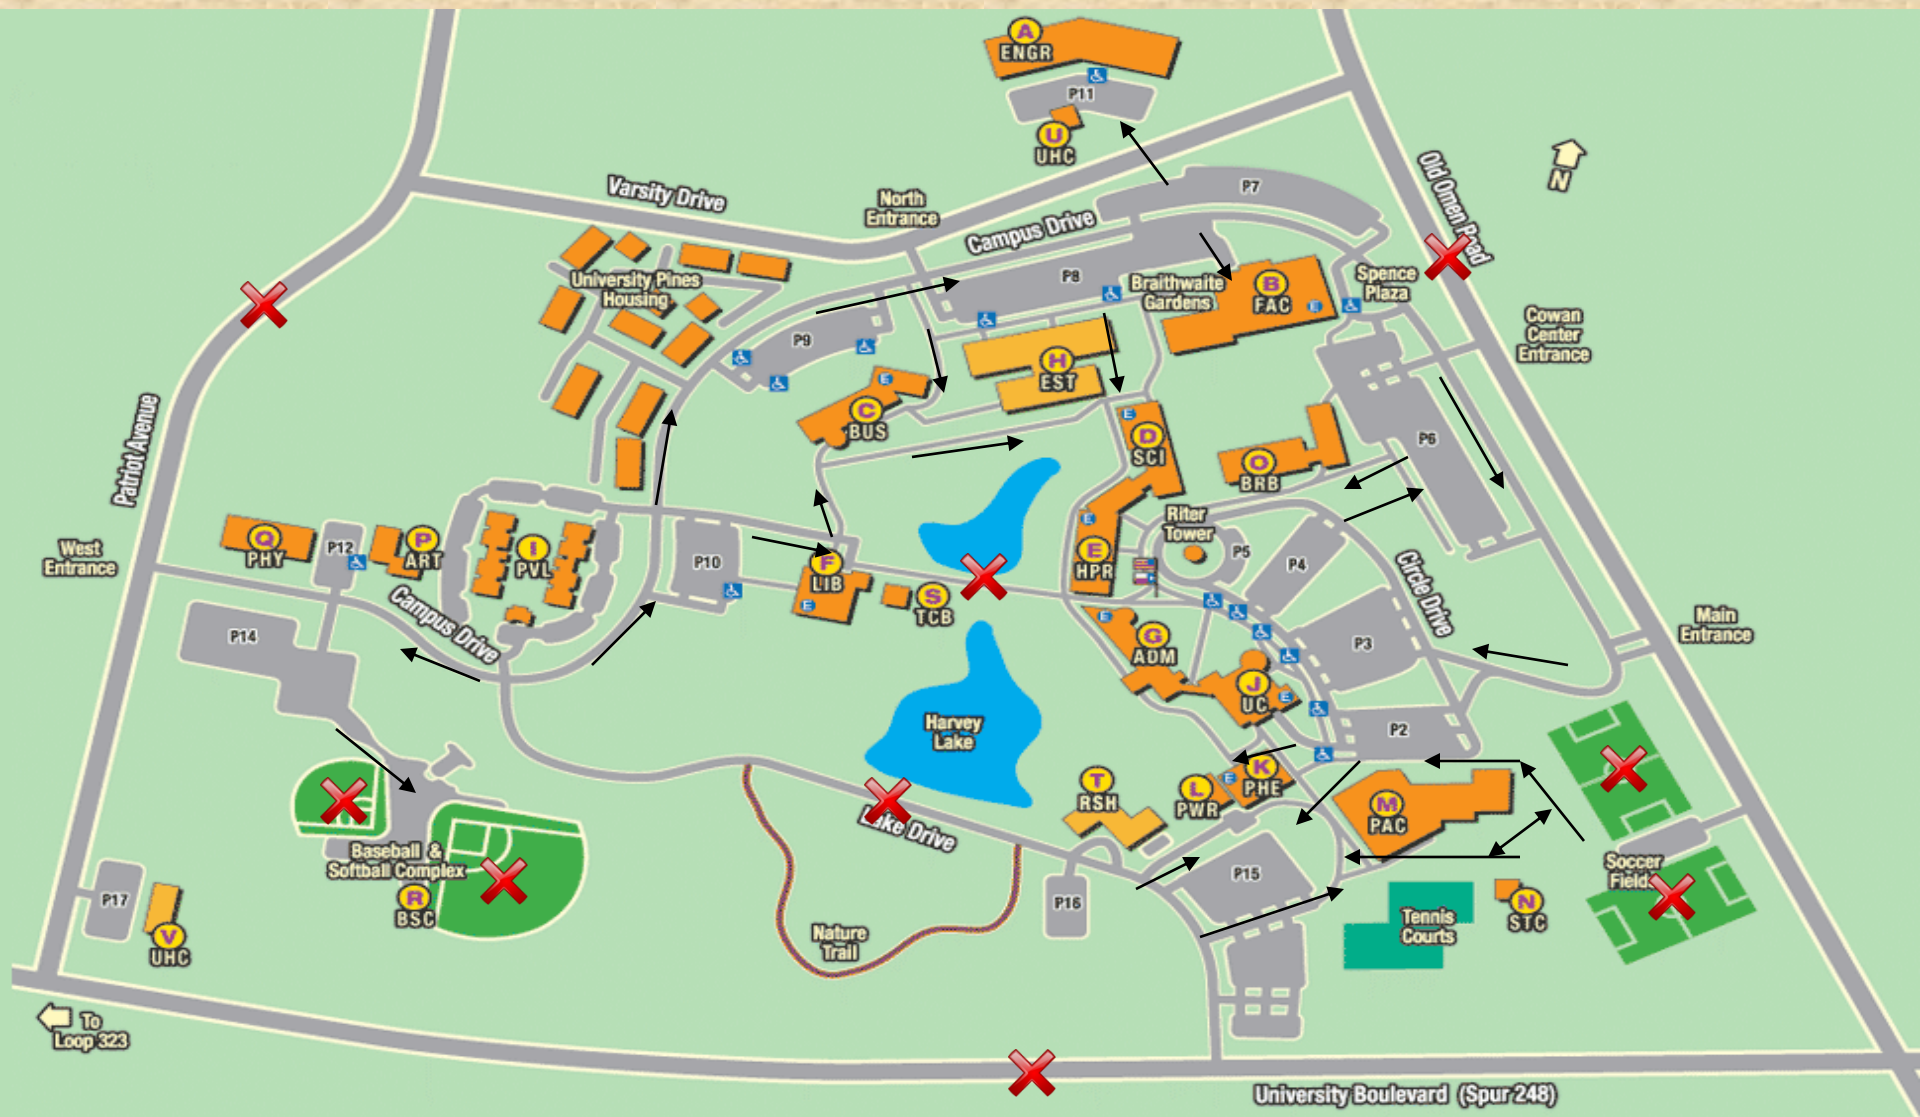 A
ENGR
P11
U
UHC
N
Old Omen Road
Varsity Drive
North
Entrance
P7
Campus Drive
P8
University Pines
Housing
Braithwaite
Gardens
B
FAC
E
Spence
Plaza
Cowan
Center
Entrance
P9
H
EST
E
C
BUS
E
D
SCI
P6
O
BRB
Patriot Avenue
Riter
Tower
E
P5
E
HPR
P4
Circle Drive
West
Entrance
Q
PHY
P12
P
ART
I
PVL
P10
F
LIB
E
S
TCB
Campus Drive
Main
Entrance
P14
E
G
ADM
P3
J
UC
E
P2
Harvey
Lake
K
PHE
E
L
PWR
T
RSH
M
PAC
Lake Drive
Baseball &
Softball Complex
R
BSC
Soccer
Fields
P15
P16
P17
V
UHC
Nature
Trail
Tennis
Courts
N
STC
To
Loop 323
University Boulevard (Spur 248)